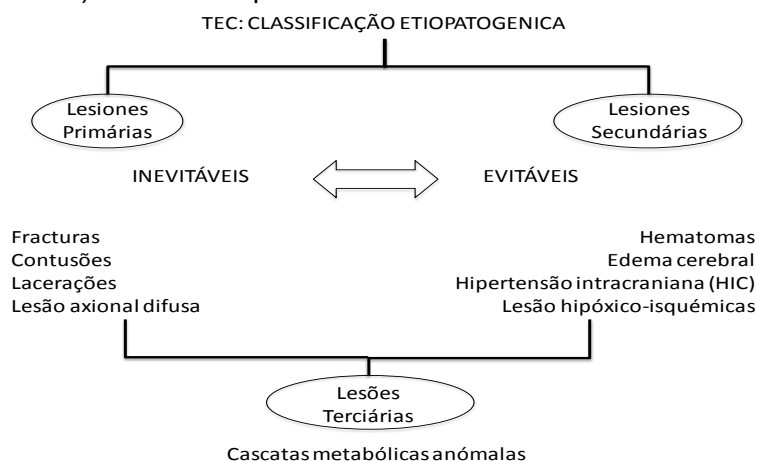 TEC: CLASSIFICAÇÃO ETIOPATOGENICA
Lesiones
Primárias
Lesiones
Secundárias
INEVITÁVEIS
EVITÁVEIS
Fracturas
Contusões
Lacerações
Lesão axional difusa
Hematomas
Edema cerebral
Hipertensão intracraniana (HIC)
Lesão hipóxico-isquémicas
Lesões
Terciárias
Cascatas metabólicas anómalas